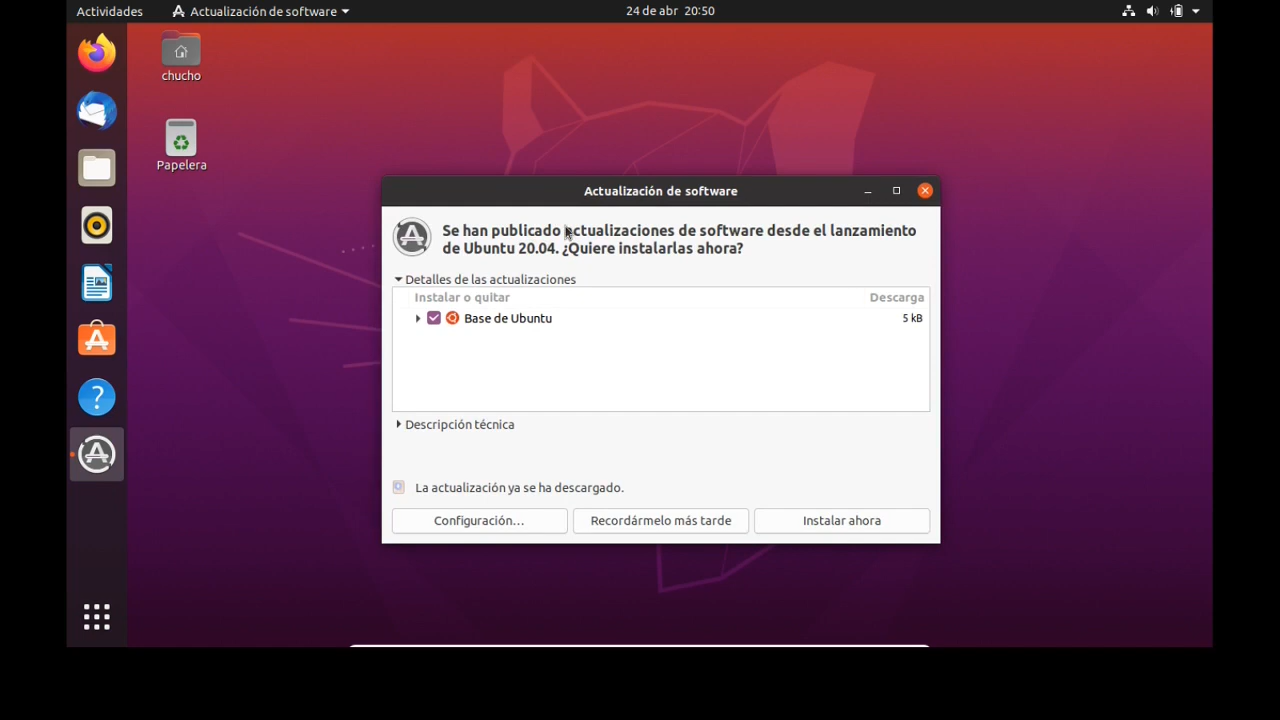 Actividades
Actualización de software
24 de abr 20:50
chucho
Papelera
Actualización de software
Se han publicado actualizaciones de software desde el lanzamiento
de Ubuntu 20.04. ¿Quiere instalarlas ahora?
Detalles de las actualizaciones
Instalar o quitar Descarga
Base de Ubuntu 5 kB
Descripción técnica
La actualización ya se ha descargado.
Configuración... Recordármelo más tarde Instalar ahora